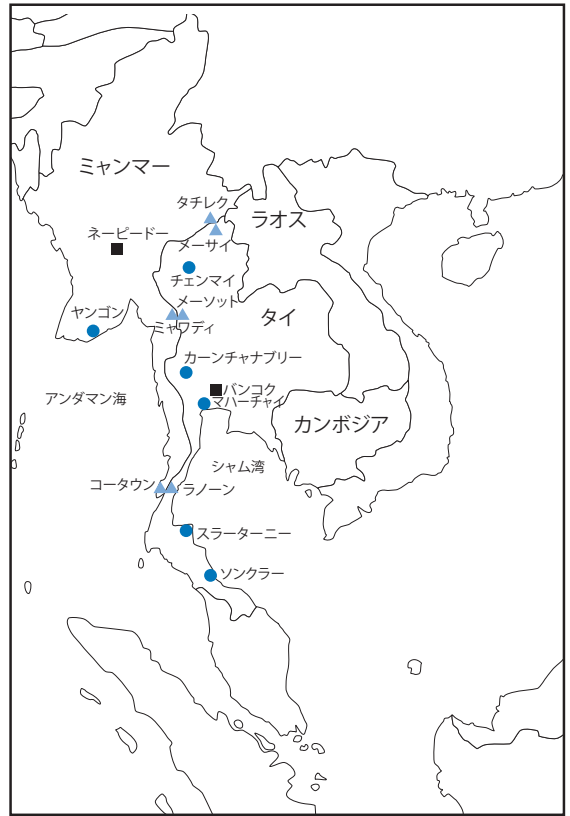 ミャンマー
タチレク
ラオス
ネーピードー
メーサイ
チェンマイ
メーソット
ヤンゴン
タイ
ミャワディ
カーンチャナブリー
バンコク
アンダマン海
マハーチャイ
カンボジア
シャム湾
コータウン
ラノーン
スラーターニー
ソンクラー